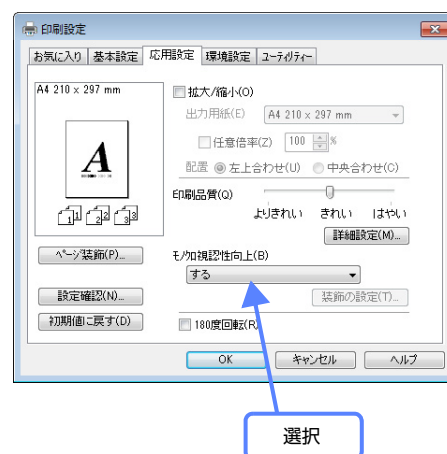 印刷設定
お気に入り 基本設定 応用設定 環境設定 ユーティリティー
A4 210 x 297 mm
A
1 1 2 2 3 3
ページ装飾(P)...
設定確認(N)...
初期値に戻す(D)
拡大/縮小(O)
出力用紙(E) A4 210 x 297 mm
任意倍率(Z) 100 %
配置 左上合わせ(U) 中央合わせ(C)
印刷品質(Q)
よりきれい きれい はやい
詳細設定(M)...
モノクロ視認性向上(B)
する
装飾の設定(T)...
180度回転(R
OK キャンセル ヘルプ
選択